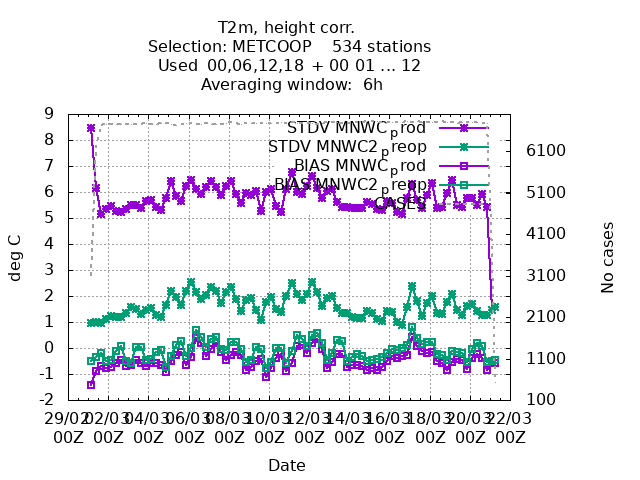 T2m, height corr.
Selection: METCOOP 534 stations
Used 00,06,12,18 + 00 01 ... 12
Averaging window: 6h
STDV MNWC_prod
STDV MNWC2_preop
BIAS MNWC_prod
BIAS MNWC2_preop
CASES
deg C
9
8
7
6
5
4
3
2
1
0
-1
-2
6100
5100
4100
3100
2100
1100
100
No cases
29/02 02/03 04/03 06/03 08/03 10/03 12/03 14/03 16/03 18/03 20/03 22/03
00Z 00Z 00Z 00Z 00Z 00Z 00Z 00Z 00Z 00Z 00Z 00Z
Date